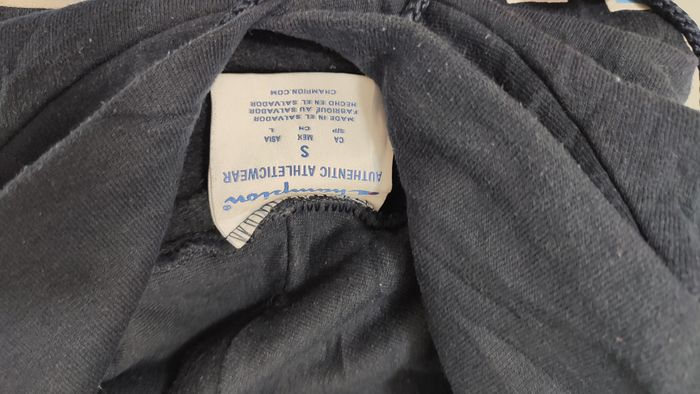 Champion®
AUTHENTIC ATHLETICWEAR
S
CA MEX ASIA
S/P CH L
MADE IN EL SALVADOR
FABRIQUÉ AU SALVADOR
HECHO EN EL SALVADOR
CHAMPION.COM